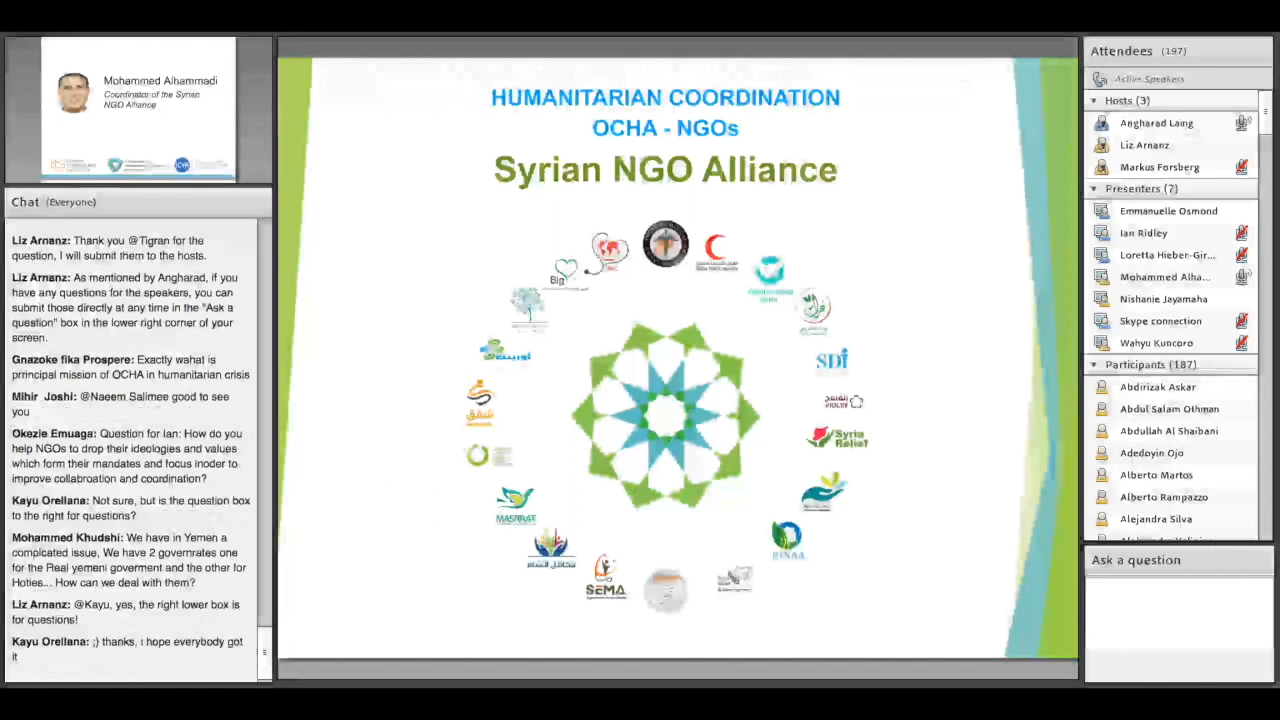 Mohammed Alhammadi
Coordinator of the Syrian
NGO Alliance
Chat (Everyone)
Liz Arnanz: Thank you @Tigran for the
question, I will submit them to the hosts.
Liz Arnanz: As mentioned by Angharad, if you
have any questions for the speakers, you can
submit those directly at any time in the "Ask a
question" box in the lower right corner of your
screen.
Gnazoke fika Prospere: Exactly wahat is
principal mission of OCHA in humanitarian crisis
Mihir Joshi: @Naeem Salimee good to see
you
Okezie Emuaga: Question for Ian: How do you
help NGOs to drop their ideologies and values
which form their mandates and focus inoder to
improve collabroation and coordination?
Kayu Orellana: Not sure, but is the question box
to the right for questions?
Mohammed Khudshi: We have in Yemen a
complcated issue, We have 2 governrates one
for the Real yemeni goverment and the other for
Hoties... How can we deal with them?
Liz Arnanz: @Kayu, yes, the right lower box is
for questions!
Kayu Orellana: ;) thanks, i hope everybody got
it
HUMANITARIAN COORDINATION
OCHA - NGOs
Syrian NGO Alliance
Big
SDI
VIOLET
Syria
Relief
شفق
MASRRAT
BINAA
SEMA
Attendees (197)
Active Speakers
Hosts (3)
Angharad Laing
Liz Arnanz
Markus Forsberg
Presenters (7)
Emmanuelle Osmond
Ian Ridley
Loretta Hieber-Gir...
Mohammed Alha...
Nishanie Jayamaha
Skype connection
Wahyu Kuncoro
Participants (187)
Abdirizak Askar
Abdul Salam Othman
Abdullah Al Shaibani
Adedoyin Ojo
Alberto Martos
Alberto Rampazzo
Alejandra Silva
Ask a question